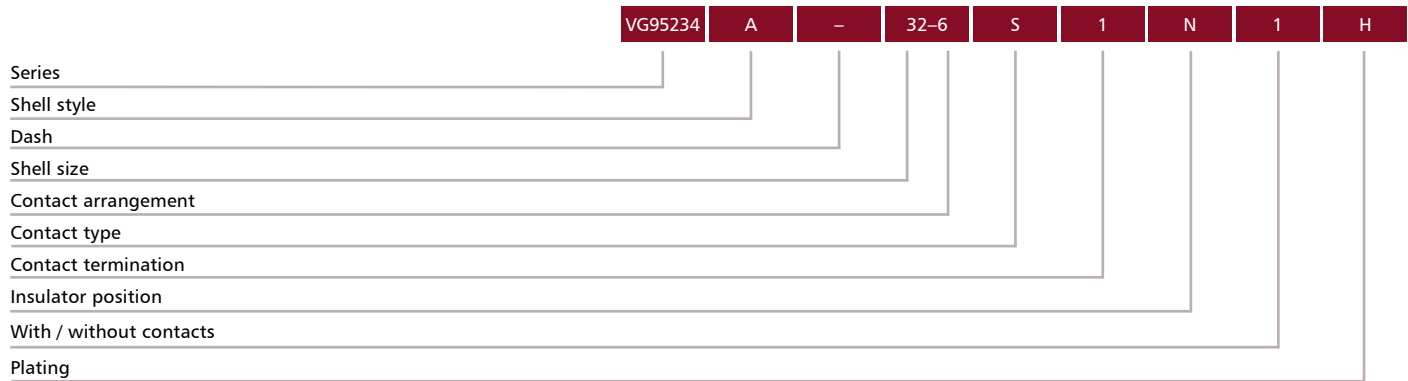 VG95234 A – 32–6 S 1 N 1 H
Series
Shell style
Dash
Shell size
Contact arrangement
Contact type
Contact termination
Insulator position
With / without contacts
Plating